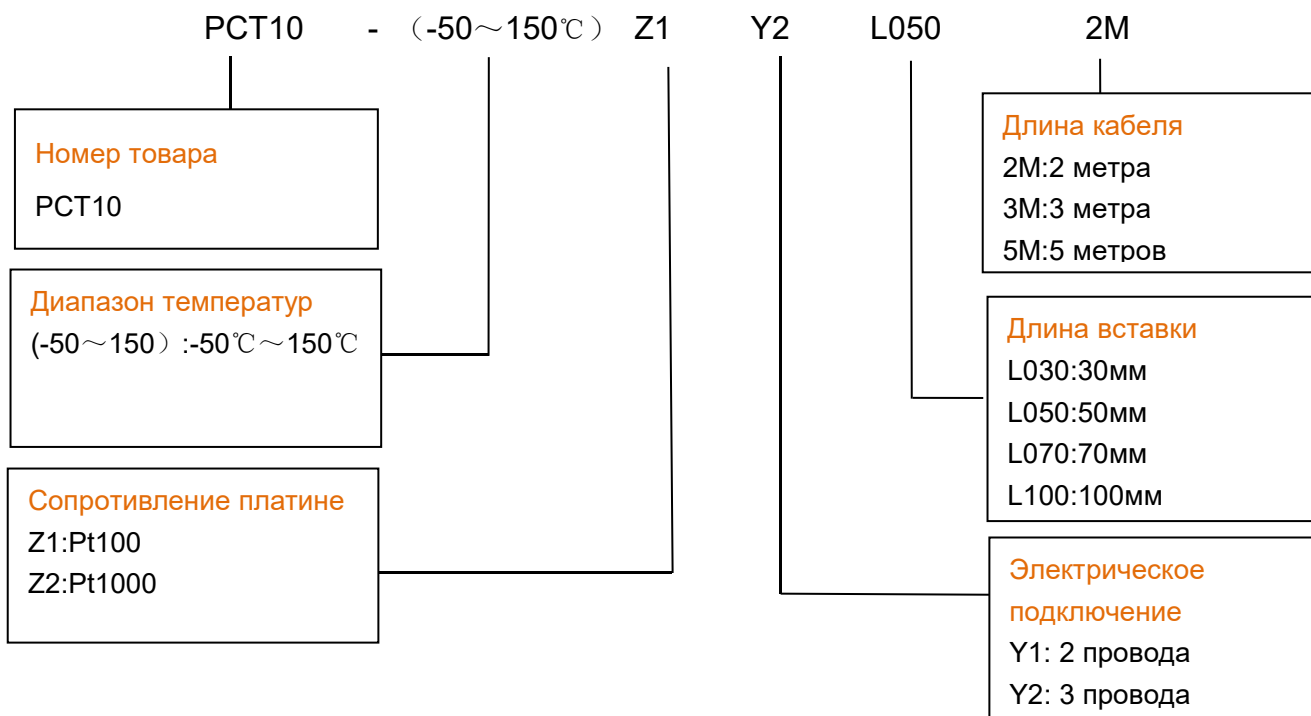 PCT10 - （-50～150℃） Z1 Y2 L050 2M
Номер товара
PCT10
Диапазон температур
(-50～150）:-50℃～150℃
Сопротивление платине
Z1:Pt100
Z2:Pt1000
Длина кабеля
2M:2 метра
3M:3 метра
5M:5 метров
Длина вставки
L030:30мм
L050:50мм
L070:70мм
L100:100мм
Электрическое
подключение
Y1: 2 провода
Y2: 3 провода